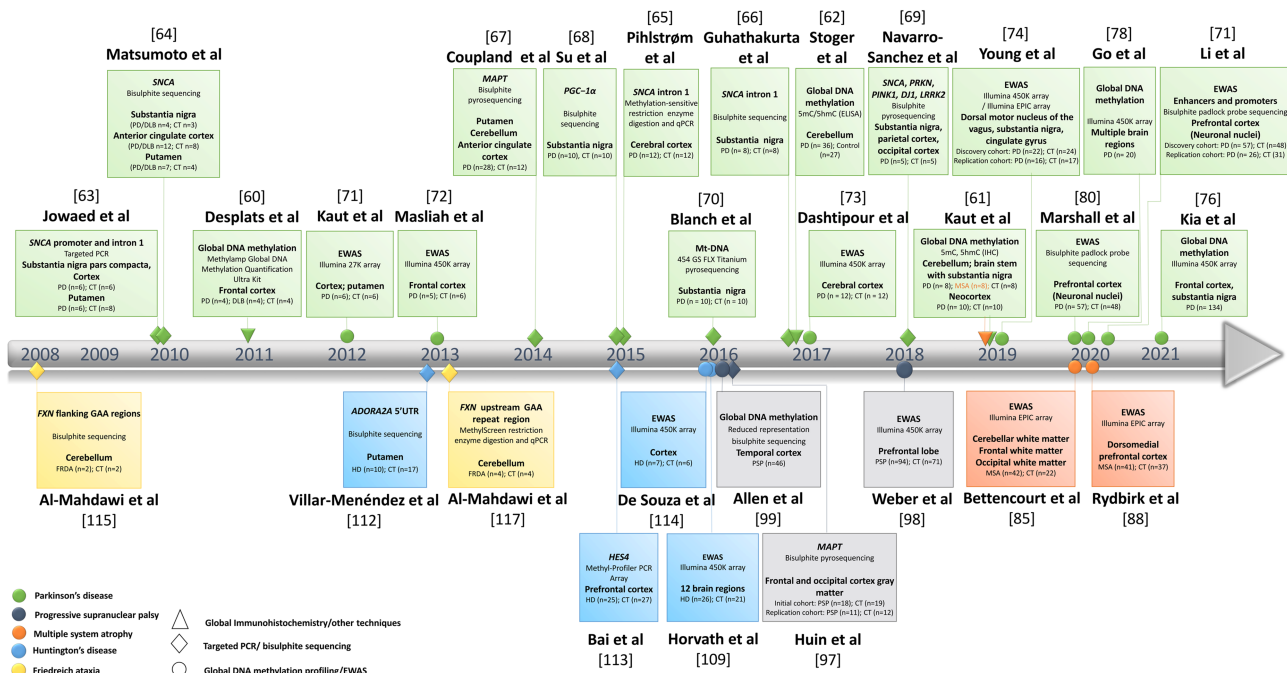 [64]
Matsumoto et al
SNCA
Bisulphite sequencing
Substantia nigra
(PD/DLB n=4; CT n=3)
Anterior cingulate cortex
(PD/DLB n=12; CT n=8)
Putamen
(PD/DLB n=7; CT n=4)
[67]
Coupland et al
MAPT
Bisulphite
pyrosequencing
Putamen
Cerebellum
Anterior cingulate
cortex
PD (n=28); CT (n=12)
[68]
Su et al
PGC−1α
Bisulphite
sequencing
Substantia nigra
PD (n=10), CT (n=10)
[65]
Pihlstrøm
et al
SNCA intron 1
Methylation-sensitive
restriction enzyme
digestion and qPCR
Cerebral cortex
PD (n=12); CT (n=12)
[66]
Guhathakurta
et al
SNCA intron 1
Bisulphite sequencing
Substantia nigra
PD (n= 8); CT (n=8)
[62]
Stoger
et al
Global DNA
methylation
5mC/5hmC (ELISA)
Cerebellum
PD (n= 36); Control
(n=27)
[69]
Navarro-
Sanchez et al
SNCA, PRKN,
PINK1, DJ1, LRRK2
Bisulphite
pyrosequencing
Substantia nigra,
parietal cortex,
occipital cortex
PD (n=5); CT (n=5)
[74]
Young et al
EWAS
Illumina 450K array
/ Illumina EPIC array
Dorsal motor nucleus of the
vagus, substantia nigra,
cingulate gyrus
Discovery cohort: PD (n=22); CT (n=24)
Replication cohort: PD (n=16); CT (n=17)
[78]
Go et al
Global DNA
methylation
Illumina 450K array
Multiple brain
regions
PD (n= 20)
[71]
Li et al
EWAS
Enhancers and promoters
Bisulphite padlock probe sequencing
Prefrontal cortex
(Neuronal nuclei)
Discovery cohort: PD (n= 57); CT (n=48)
Replication cohort: PD (n= 26); CT (31)
[63]
Jowaed et al
SNCA promoter and intron 1
Targeted PCR
Substantia nigra pars compacta,
Cortex
PD (n=6); CT (n=6)
Putamen
PD (n=6); CT (n=8)
[60]
Desplats et al
Global DNA methylation
Methylamp Global DNA
Methylation Quantification
Ultra Kit
Frontal cortex
PD (n=4); DLB (n=4); CT (n=4)
[71]
Kaut et al
EWAS
Illumina 27K array
Cortex; putamen
PD (n=6); CT (n=6)
[72]
Masliah et al
EWAS
Illumina 450K array
Frontal cortex
PD (n=5); CT (n=6)
[70]
Blanch et al
Mt-DNA
454 GS FLX Titanium
pyrosequencing
Substantia nigra
PD (n = 10); CT (n = 10)
[73]
Dashtipour et al
EWAS
Illumina 450K array
Cerebral cortex
PD (n = 12); CT (n = 12)
[61]
Kaut et al
Global DNA methylation
5mC, 5hmC (IHC)
Cerebellum; brain stem
with substantia nigra
PD (n= 8); MSA (n=8); CT (n=8)
Neocortex
PD (n= 10); CT (n=10)
[80]
Marshall et al
EWAS
Bisulphite padlock probe
sequencing
Prefrontal cortex
(Neuronal nuclei)
PD (n= 57); CT (n=48)
[76]
Kia et al
Global DNA
methylation
Frontal cortex,
substantia nigra
PD (n= 134)
2008 2009 2010 2011 2012 2013 2014 2015 2016 2017 2018 2019 2020 2021
FXN flanking GAA regions
Bisulphite sequencing
Cerebellum
FRDA (n=2); CT (n=2)
Al-Mahdawi et al
[115]
ADORA2A 5'UTR
Bisulphite sequencing
Putamen
HD (n=10); CT (n=17)
Villar-Menéndez et al
[112]
FXN upstream GAA
repeat region
MethylScreen restriction
enzyme digestion and qPCR
Cerebellum
FRDA (n=4); CT (n=4)
Al-Mahdawi et al
[117]
EWAS
Illumina 450K array
Cortex
HD (n=7); CT (n=6)
De Souza et al
[114]
Global DNA methylation
Reduced representation
bisulphite sequencing
Temporal cortex
PSP (n=46)
Allen et al
[99]
EWAS
Illumina 450K array
Prefrontal lobe
PSP (n=94); CT (n=71)
Weber et al
[98]
EWAS
Illumina EPIC array
Cerebellar white matter
Frontal white matter
Occipital white matter
MSA (n=42); CT (n=22)
Bettencourt et al
[85]
EWAS
Illumina EPIC array
Dorsomedial
prefrontal cortex
MSA (n=41); CT (n=37)
Rydbirk et al
[88]
HES4
Methyl-Profiler PCR
Array
Prefrontal cortex
HD (n=25); CT (n=27)
Bai et al
[113]
EWAS
Illumina 450K array
12 brain regions
HD (n=26); CT (n=21)
Horvath et al
[109]
MAPT
Bisulphite pyrosequencing
Frontal and occipital cortex gray
matter
Initial cohort: PSP (n=18); CT (n=19)
Replication cohort: PSP (n=11); CT (n=12)
Huin et al
[97]
Parkinson's disease
Progressive supranuclear palsy
Multiple system atrophy
Huntington's disease
Friedreich ataxia
Global Immunohistochemistry/other techniques
Targeted PCR/ bisulphite sequencing
Global DNA methylation profiling/EWAS